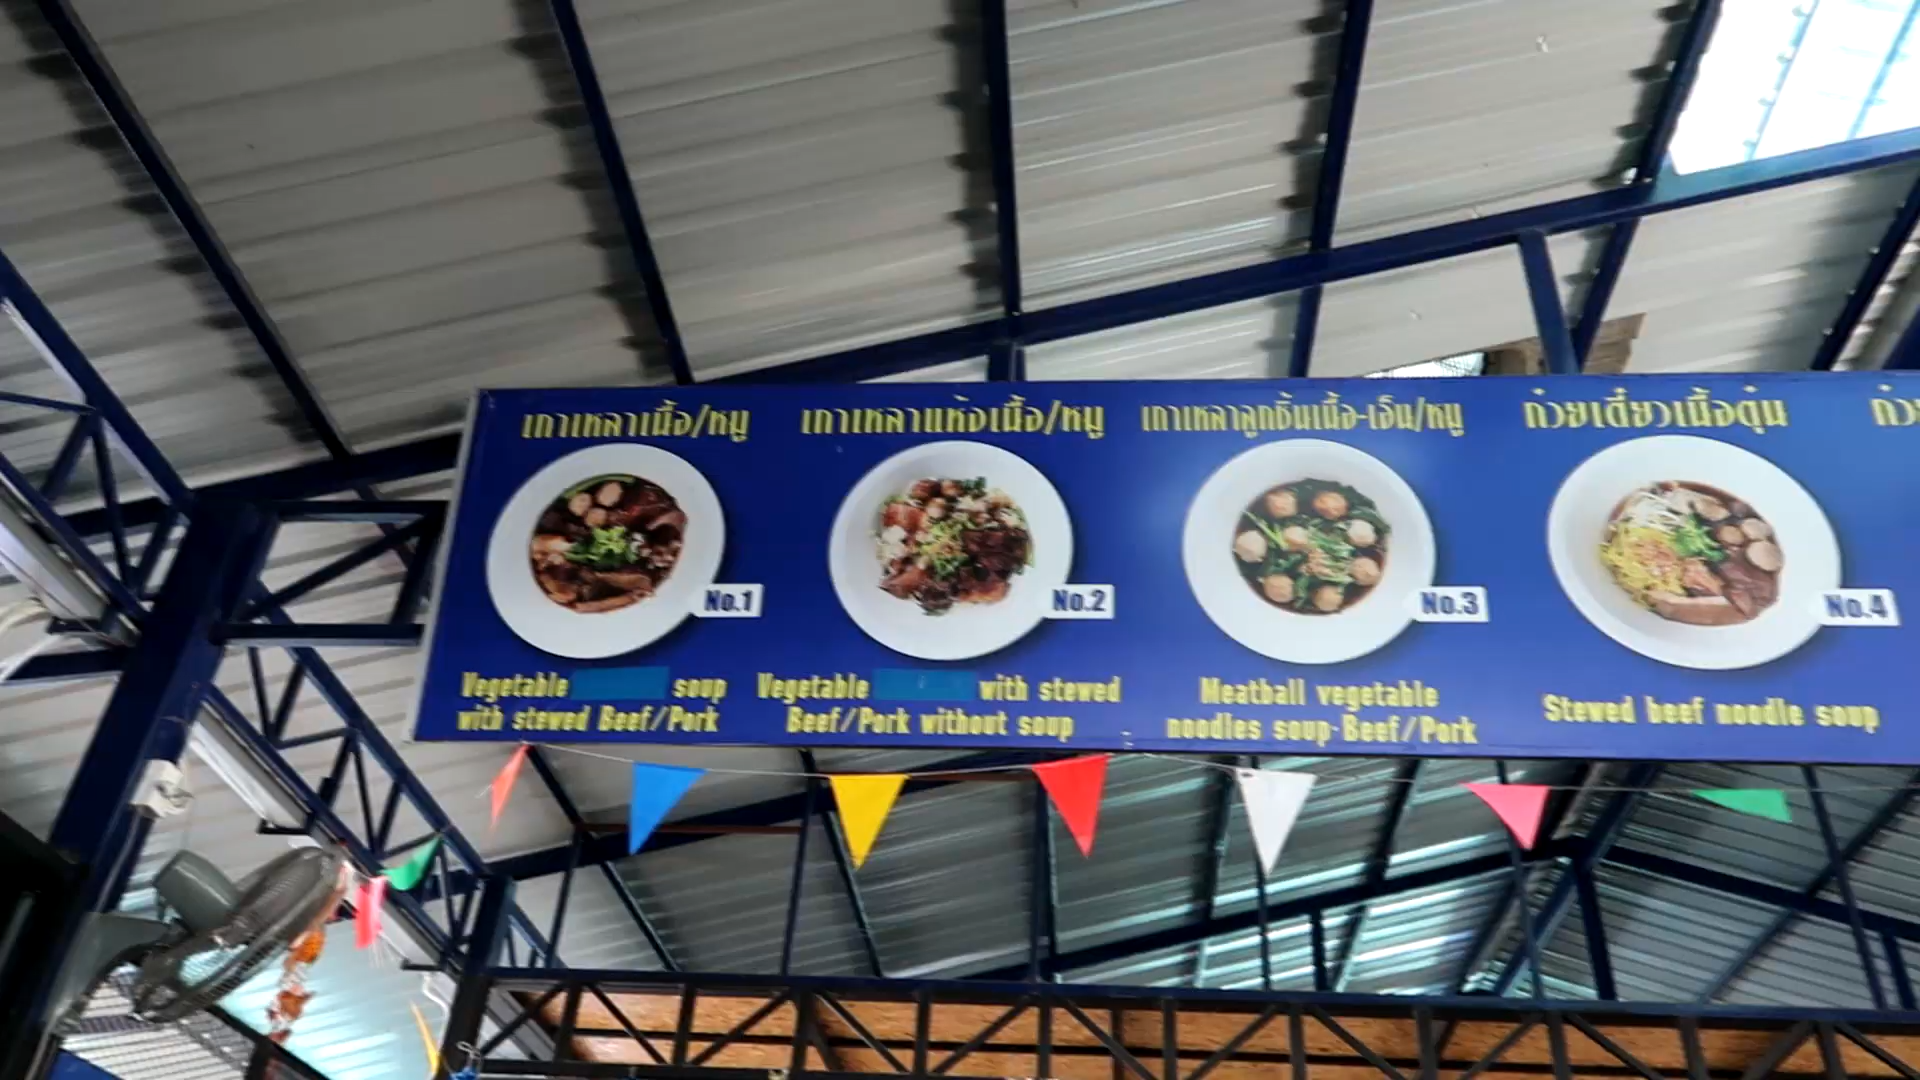 เกาเหลาเนื้อ/หมู
No.1
Vegetable soup
with stewed Beef/Pork
เกาเหลาแห้งเนื้อ/หมู
No.2
Vegetable with stewed
Beef/Pork without soup
เกาเหลาลูกชิ้นเนื้อ-เอ็น/หมู
No.3
Meatball vegetable
noodles soup-Beef/Pork
ก๋วยเตี๋ยวเนื้อตุ๋น
No.4
Stewed beef noodle soup